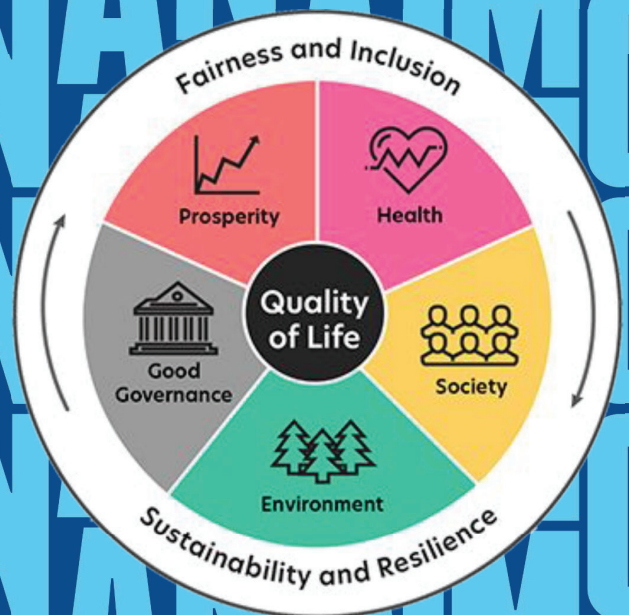 Fairness and Inclusion
Prosperity
Health
Quality
of Life
Good
Governance
Society
Environment
Sustainability and Resilience